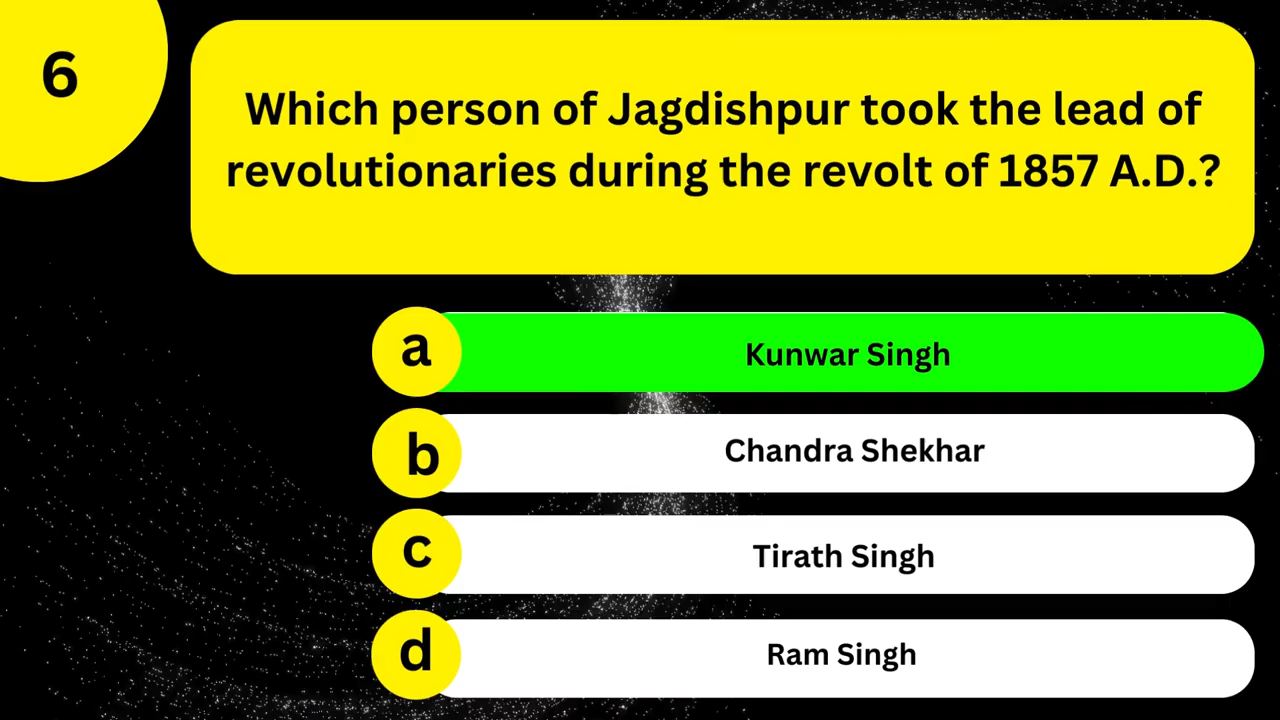 6
Which person of Jagdishpur took the lead of
revolutionaries during the revolt of 1857 A.D.?
a
Kunwar Singh
b
Chandra Shekhar
c
Tirath Singh
d
Ram Singh